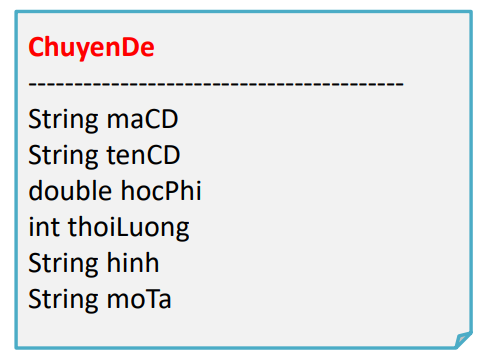 ChuyenDe
-----------------------------------------
String maCD
String tenCD
double hocPhi
int thoiLuong
String hinh
String moTa